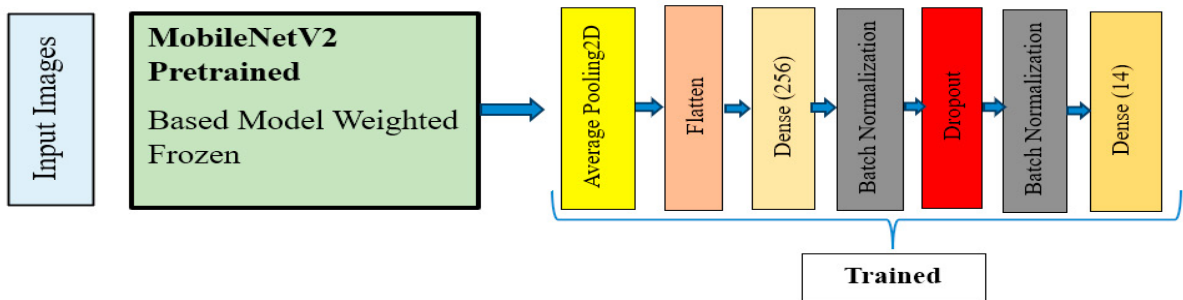 Input Images
MobileNetV2
Pretrained
Based Model Weighted
Frozen
Average Pooling2D
Flatten
Dense (256)
Batch Normalization
Dropout
Batch Normalization
Dense (14)
Trained